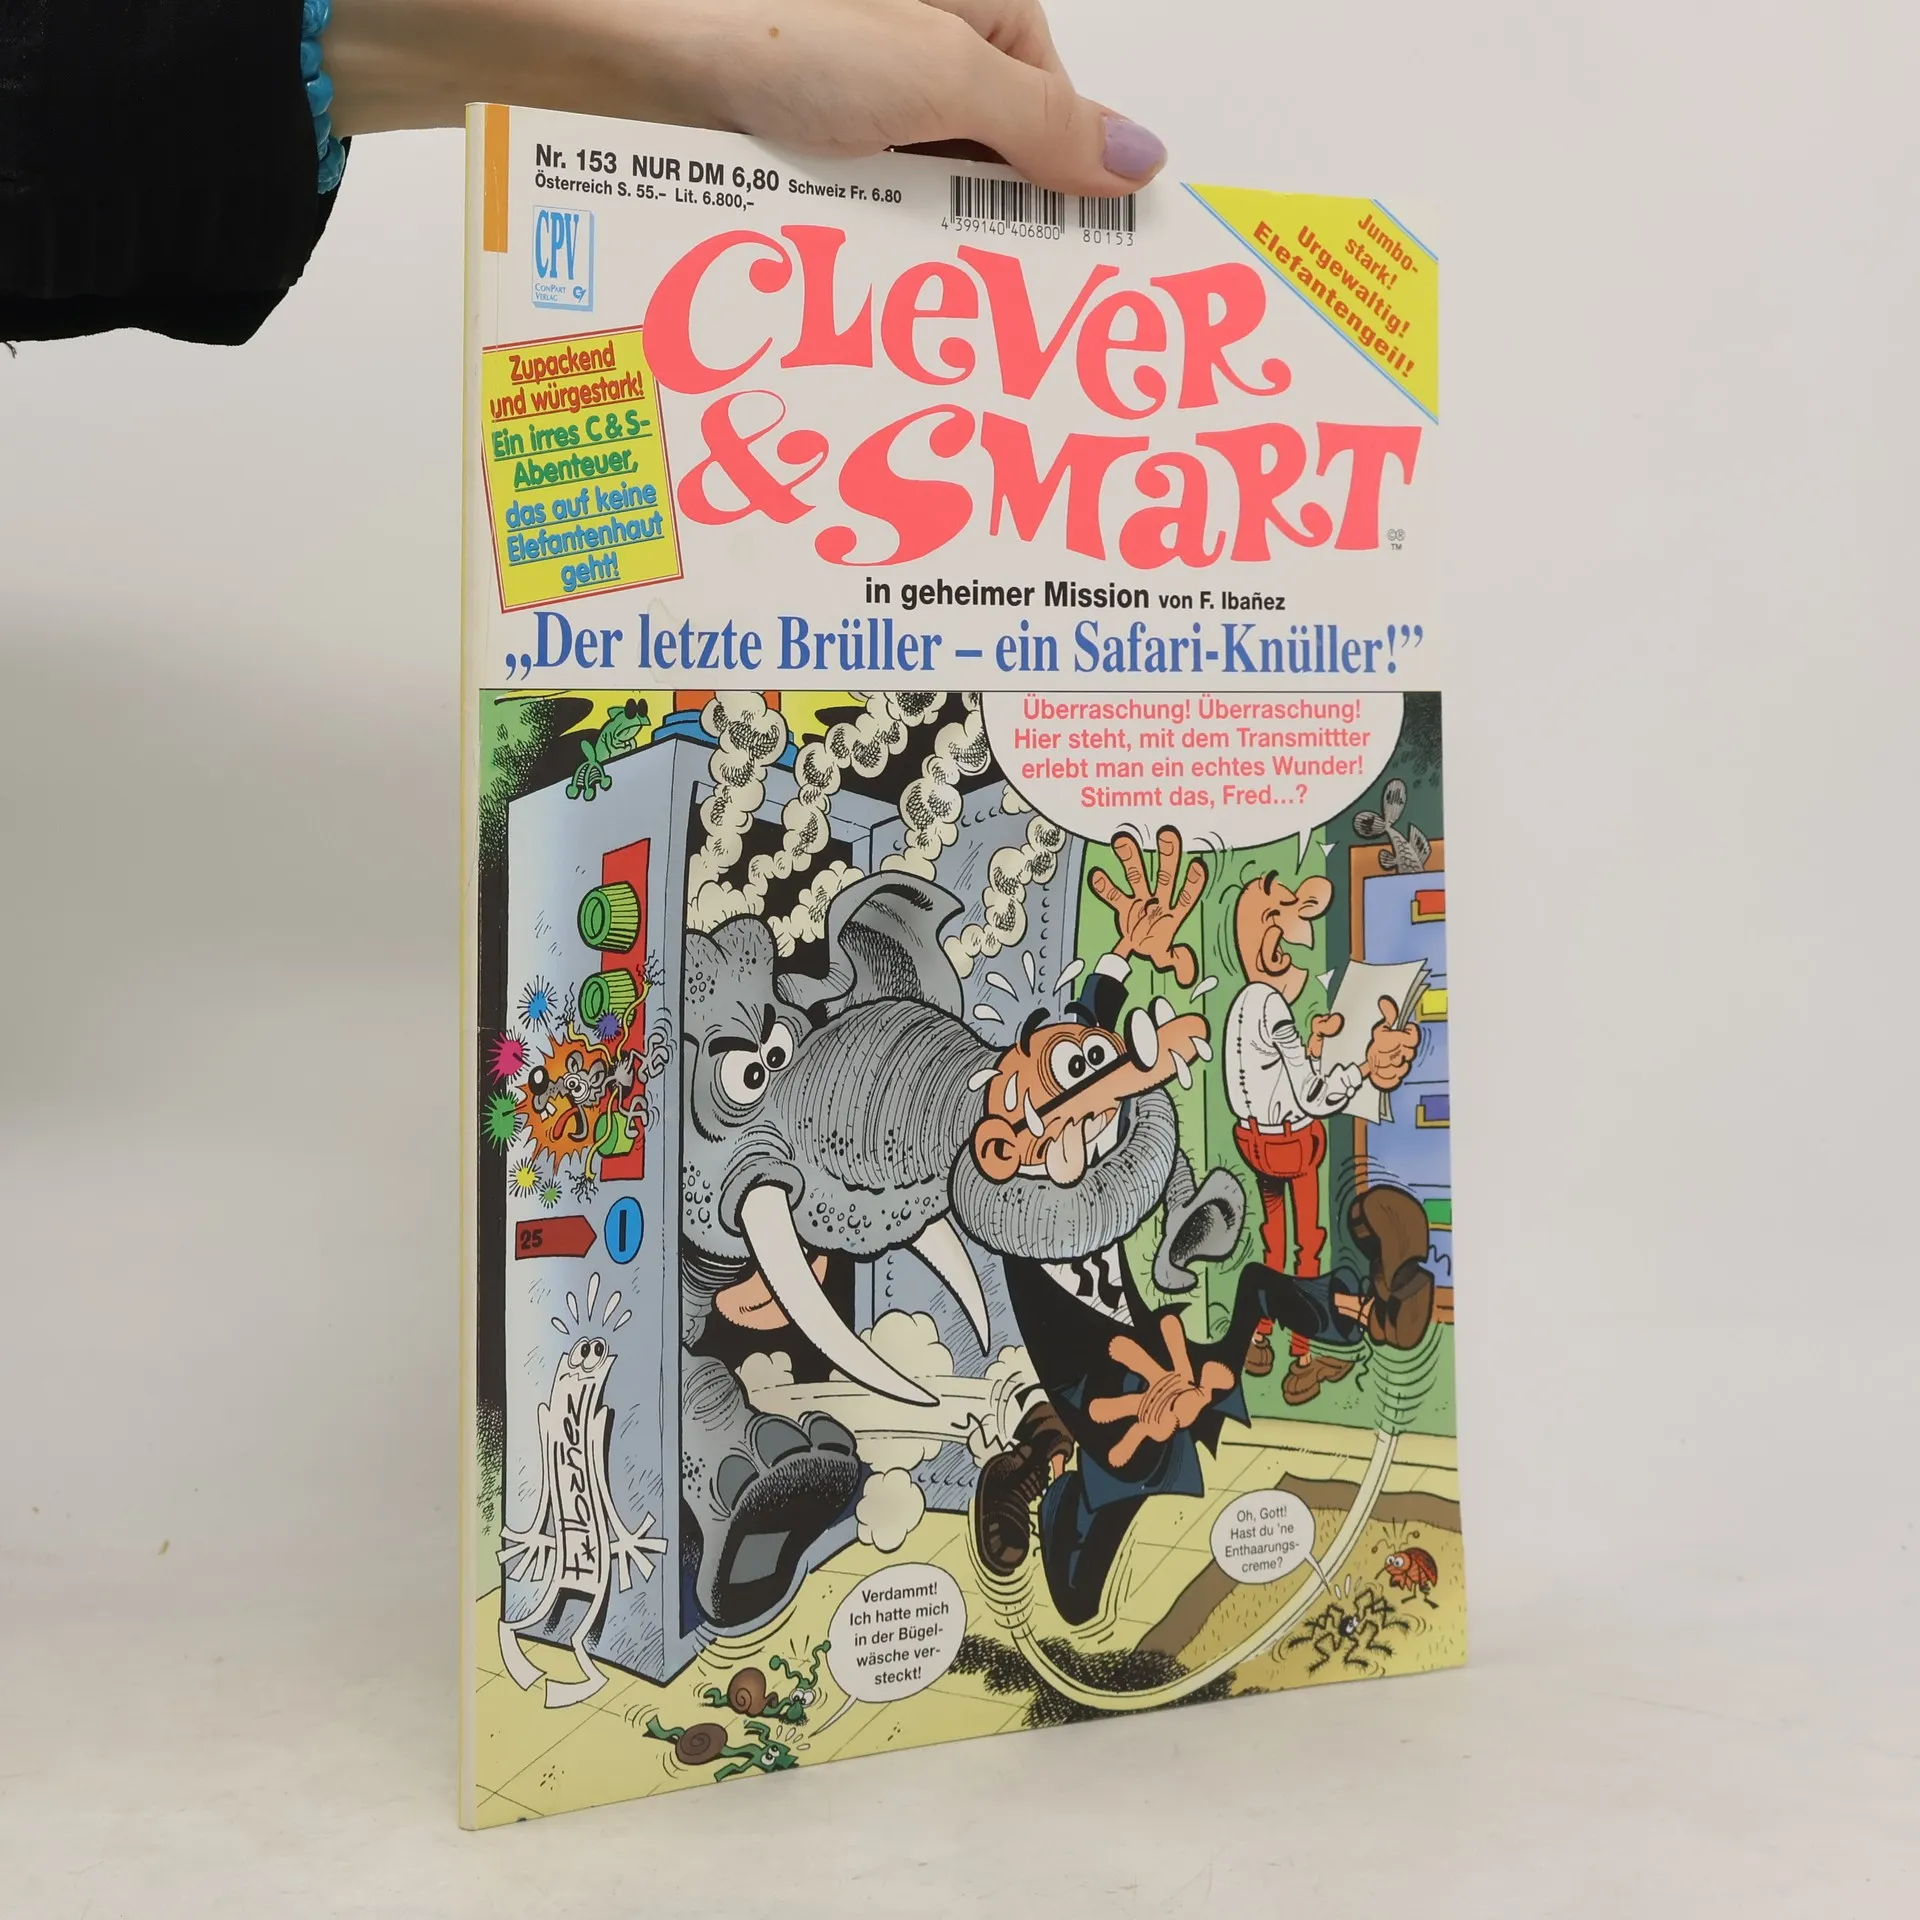 Nr. 153 NUR DM 6,80 Schweiz Fr. 6.80
Österreich S. 55.– Lit. 6.800,–
4 399140 406800 80153
CPV
ConPart
Verlag
Jumbo-
stark!
Urgewaltig!
Elefantengeil!
Zupackend
und würgestark!
Ein irres C & S-
Abenteuer,
das auf keine
Elefantenhaut
geht!
CLeVeR
& SMaRT
©®
TM
in geheimer Mission von F. Ibañez
„Der letzte Brüller – ein Safari-Knüller!”
Überraschung! Überraschung!
Hier steht, mit dem Transmittter
erlebt man ein echtes Wunder!
Stimmt das, Fred...?
25
F*Ibañez
Oh, Gott!
Hast du 'ne
Enthaarungs-
creme?
Verdammt!
Ich hatte mich
in der Bügel-
wäsche ver-
steckt!